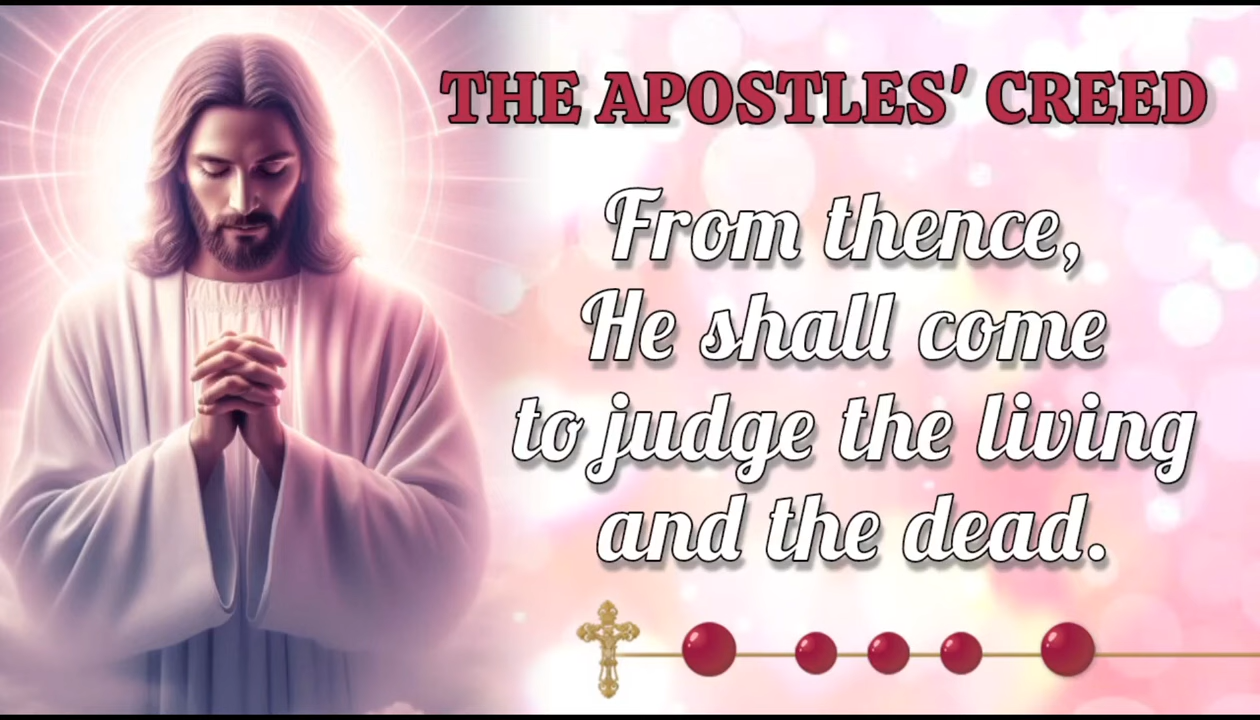 THE APOSTLES' CREED
From thence,
He shall come
to judge the living
and the dead.